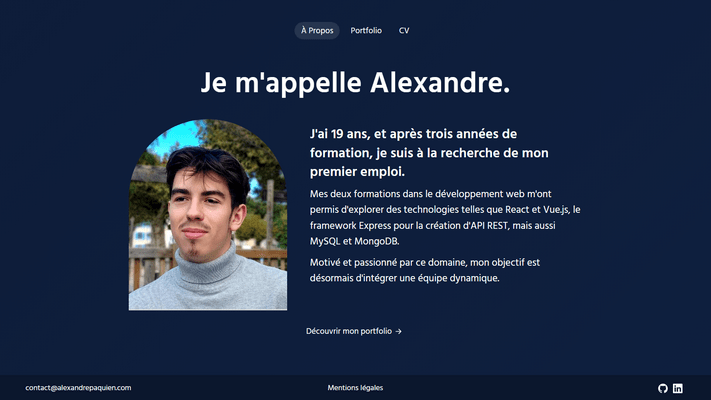 À Propos Portfolio CV
Je m'appelle Alexandre.
J'ai 19 ans, et après trois années de
formation, je suis à la recherche de mon
premier emploi.
Mes deux formations dans le développement web m'ont
permis d'explorer des technologies telles que React et Vue.js, le
framework Express pour la création d'API REST, mais aussi
MySQL et MongoDB.
Motivé et passionné par ce domaine, mon objectif est
désormais d'intégrer une équipe dynamique.
Découvrir mon portfolio →
contact@alexandrepaquien.com Mentions légales